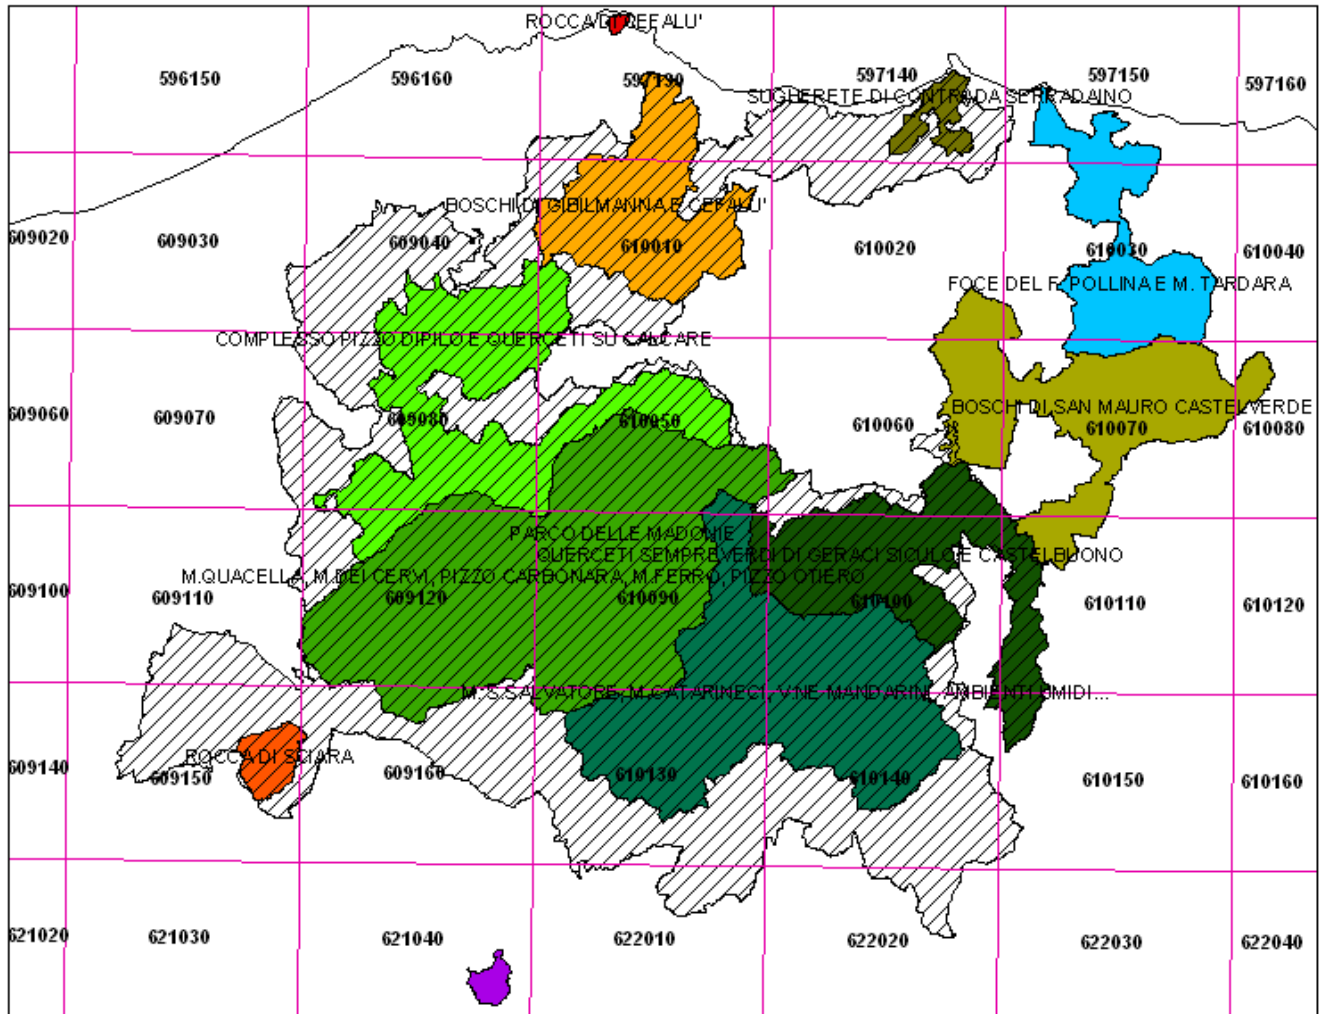 ROCCA DI CEFALU'
596150 596160 597130 597140 597150 597160
SUGHERETE DI CONTRADA SERRADAINO
BOSCHI DI GIBILMANNA E CEFALU'
609020 609030 609040 610010 610020 610030 610040
FOCE DEL F. POLLINA E M. TARDARA
COMPLESSO PIZZO DIPILO E QUERCETI SU CALCARE
BOSCHI DI SAN MAURO CASTELVERDE
609060 609070 609080 610050 610060 610070 610080
PARCO DELLE MADONIE
QUERCETI SEMPREVERDI DI GERACI SICULO E CASTELBUONO
M.QUACELLA, M.DEI CERVI, PIZZO CARBONARA, M.FERRO, PIZZO OTIERO
609100 609110 609120 610090 610100 610110 610120
M. S.SALVATORE, M.CATARINECI, V.NE MANDARINI, AMBIENTI UMIDI...
ROCCA DI SCIARA
609140 609150 609160 610130 610140 610150 610160
621020 621030 621040 622010 622020 622030 622040